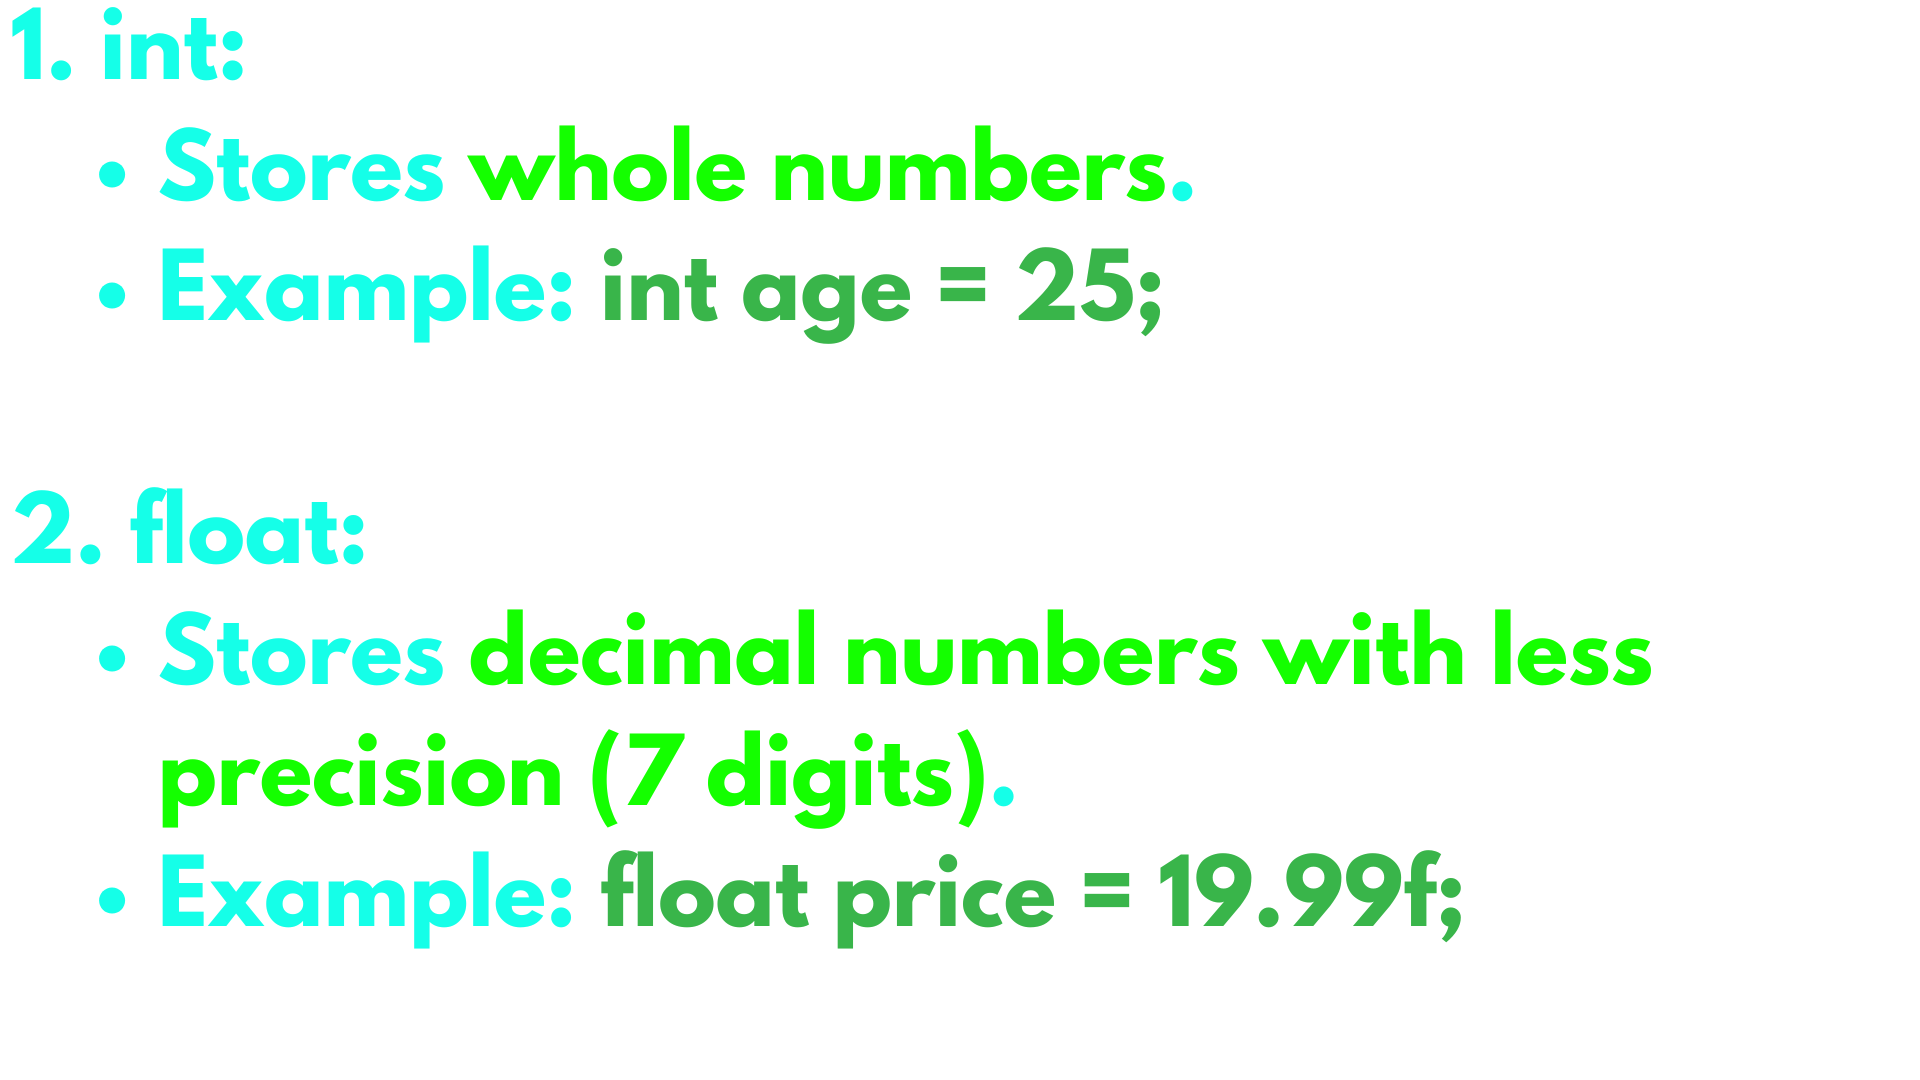 1. int:
• Stores whole numbers.
• Example: int age = 25;
2. float:
• Stores decimal numbers with less
precision (7 digits).
• Example: float price = 19.99f;